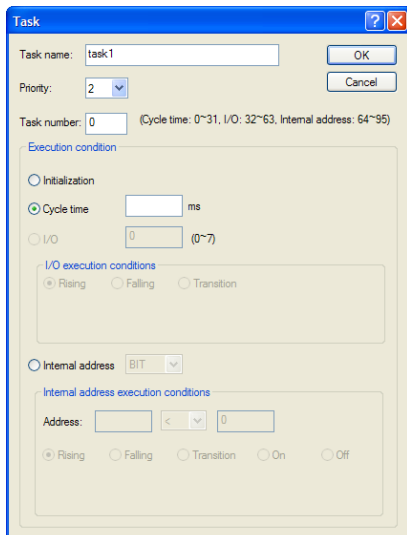 Task
Task name: task1 OK
Priority: 2 Cancel
Task number: 0 (Cycle time: 0~31, I/O: 32~63, Internal address: 64~95)
Execution condition
Initialization
Cycle time ms
I/O 0 (0~7)
I/O execution conditions
Rising Falling Transition
Internal address BIT
Internal address execution conditions
Address: < 0
Rising Falling Transition On Off